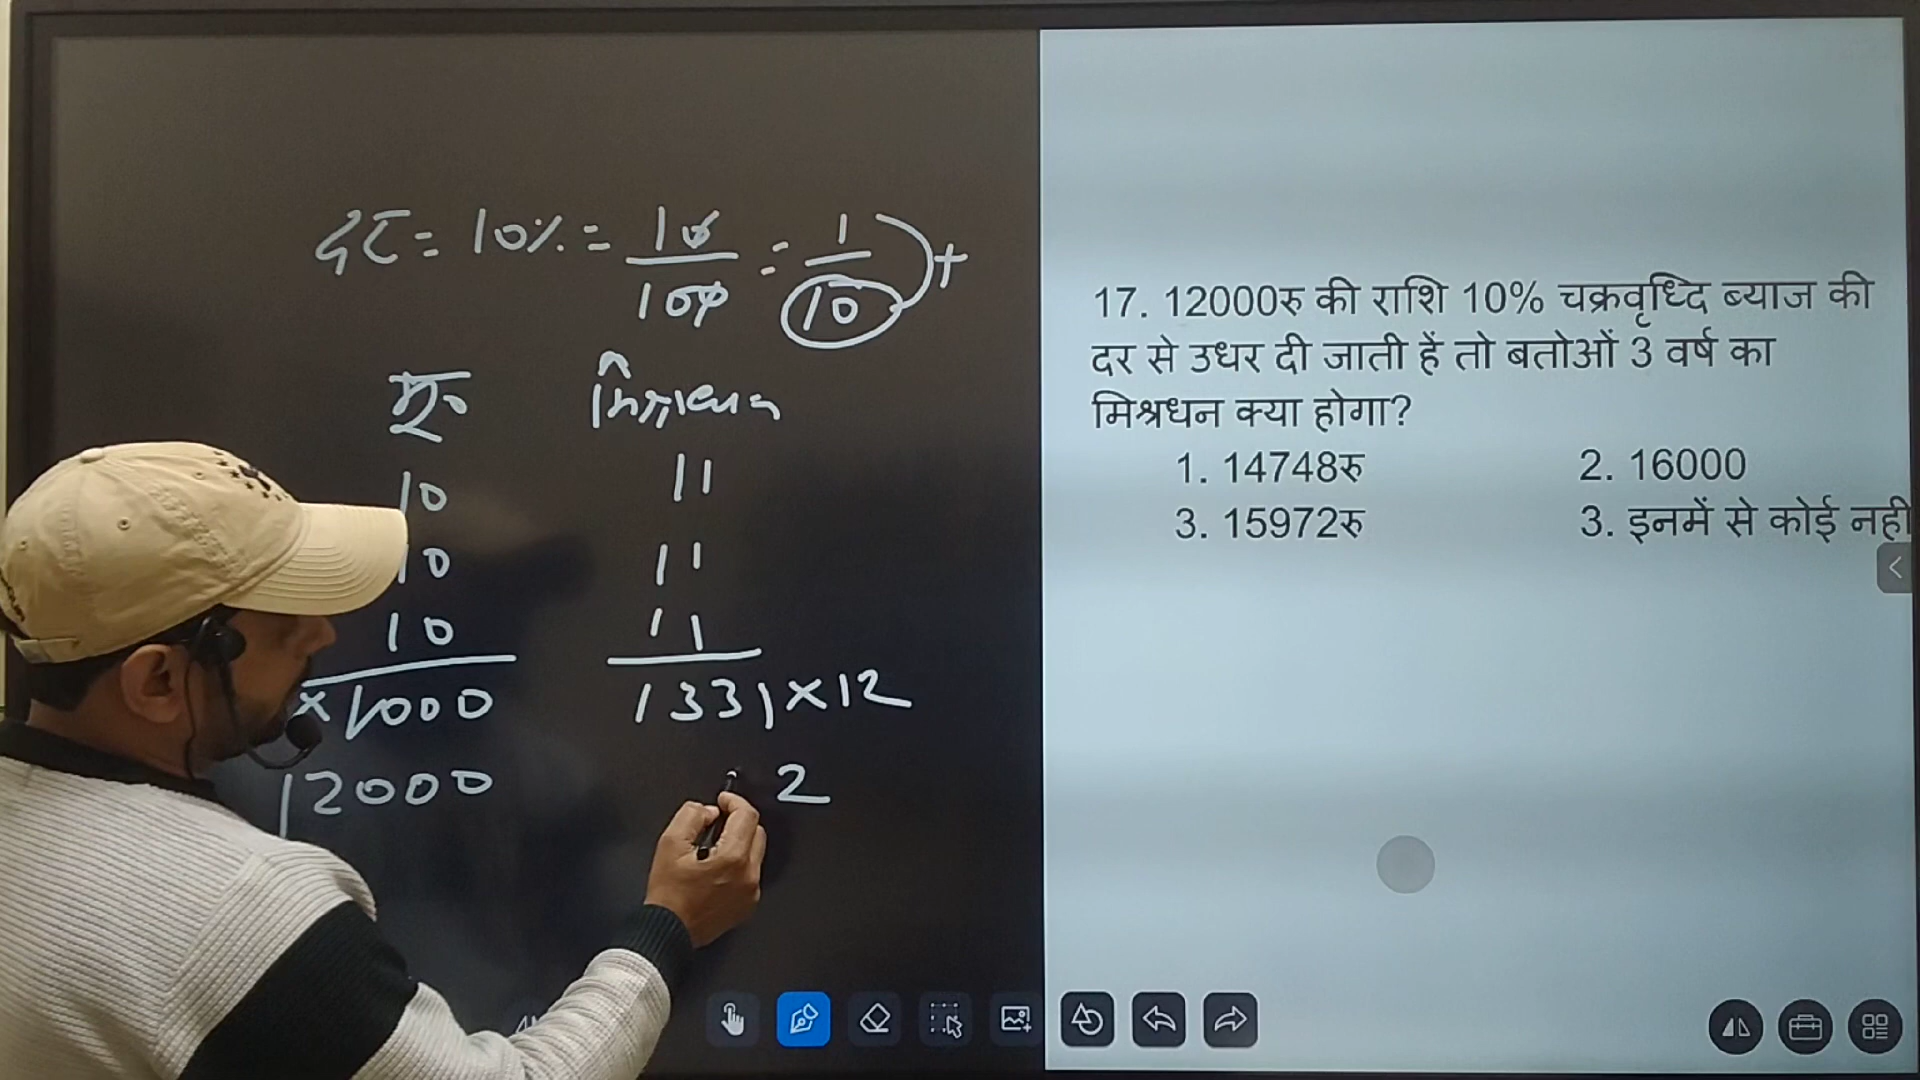 दर = 10% = 10/100 = 1/10 +
मू० मिश्रधन
10 11
10 11
10 11
×1000 1331×12
12000 2
17. 12000रु की राशि 10% चक्रवृध्दि ब्याज की
दर से उधर दी जाती हें तो बतोओं 3 वर्ष का
मिश्रधन क्या होगा?
1. 14748रु 2. 16000
3. 15972रु 3. इनमें से कोई नही